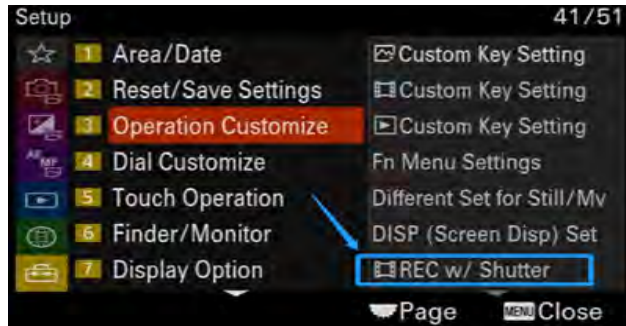 Setup 41/51
1 Area/Date
2 Reset/Save Settings
3 Operation Customize
4 Dial Customize
5 Touch Operation
6 Finder/Monitor
7 Display Option
AF MF
Custom Key Setting
Custom Key Setting
Custom Key Setting
Fn Menu Settings
Different Set for Still/Mv
DISP (Screen Disp) Set
REC w/ Shutter
Page MENU Close